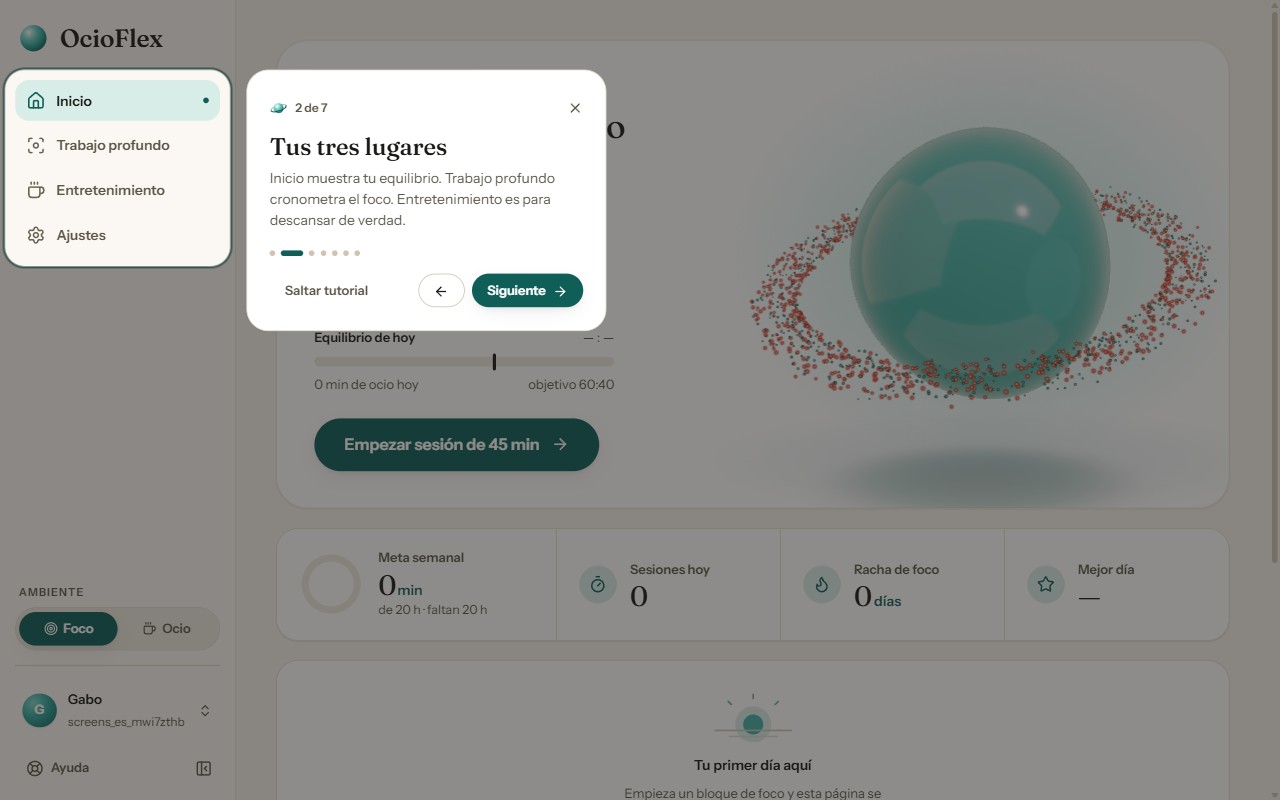 OcioFlex
Inicio
Trabajo profundo
Entretenimiento
Ajustes
2 de 7
Tus tres lugares
Inicio muestra tu equilibrio. Trabajo profundo
cronometra el foco. Entretenimiento es para
descansar de verdad.
Saltar tutorial
Siguiente
o
Equilibrio de hoy
— : —
0 min de ocio hoy
objetivo 60:40
Empezar sesión de 45 min
Meta semanal
0 min
de 20 h · faltan 20 h
Sesiones hoy
0
Racha de foco
0 días
Mejor día
—
AMBIENTE
Foco
Ocio
G
Gabo
screens_es_mwi7zthb
Ayuda
Tu primer día aquí
Empieza un bloque de foco y esta página se